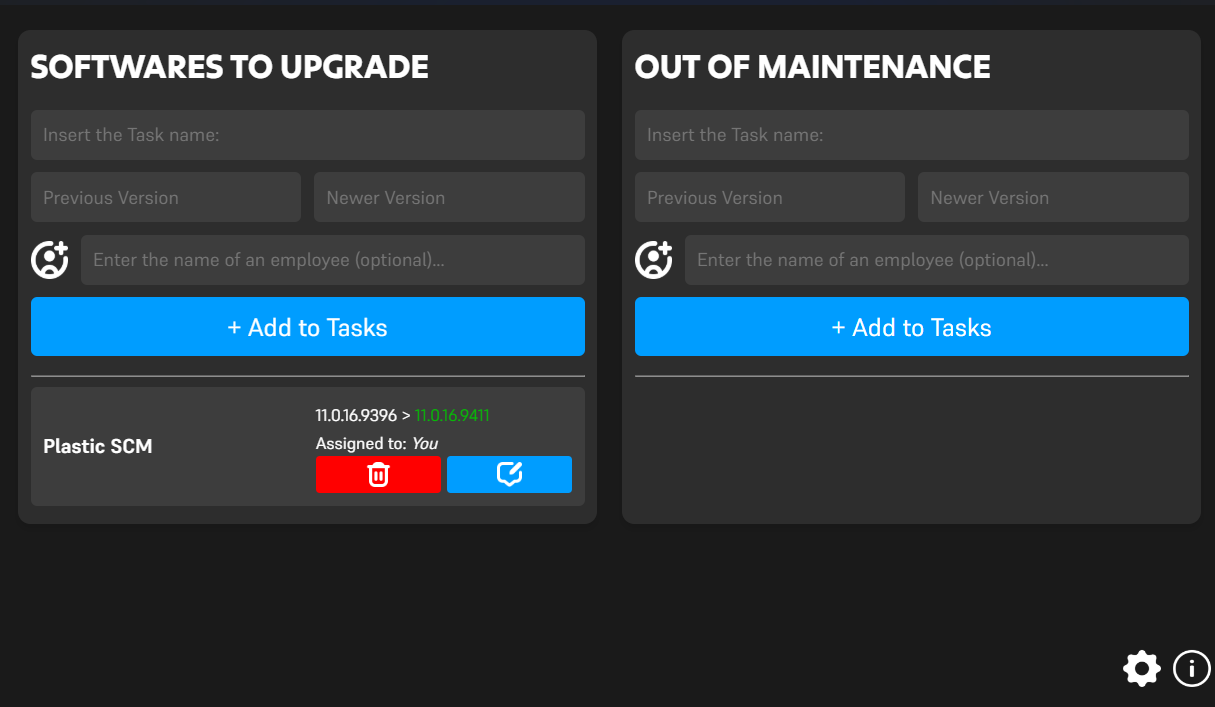 SOFTWARES TO UPGRADE
Insert the Task name:
Previous Version
Newer Version
Enter the name of an employee (optional)...
+ Add to Tasks
Plastic SCM
11.0.16.9396 > 11.0.16.9411
Assigned to: You
OUT OF MAINTENANCE
Insert the Task name:
Previous Version
Newer Version
Enter the name of an employee (optional)...
+ Add to Tasks